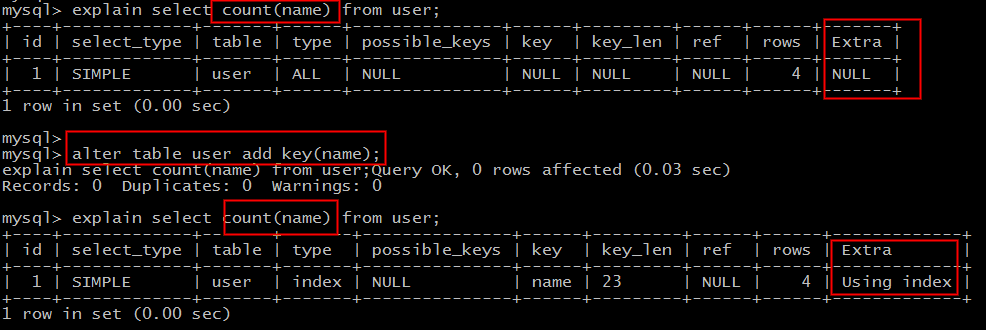 mysql> explain select count(name) from user;
+----+-------------+-------+------+---------------+------+---------+------+------+-------+
| id | select_type | table | type | possible_keys | key | key_len | ref | rows | Extra |
+----+-------------+-------+------+---------------+------+---------+------+------+-------+
| 1 | SIMPLE | user | ALL | NULL | NULL | NULL | NULL | 4 | NULL |
+----+-------------+-------+------+---------------+------+---------+------+------+-------+
1 row in set (0.00 sec)
mysql>
mysql> alter table user add key(name);
explain select count(name) from user;Query OK, 0 rows affected (0.03 sec)
Records: 0 Duplicates: 0 Warnings: 0
mysql> explain select count(name) from user;
+----+-------------+-------+-------+---------------+------+---------+------+------+-------------+
| id | select_type | table | type | possible_keys | key | key_len | ref | rows | Extra |
+----+-------------+-------+-------+---------------+------+---------+------+------+-------------+
| 1 | SIMPLE | user | index | NULL | name | 23 | NULL | 4 | Using index |
+----+-------------+-------+-------+---------------+------+---------+------+------+-------------+
1 row in set (0.00 sec)